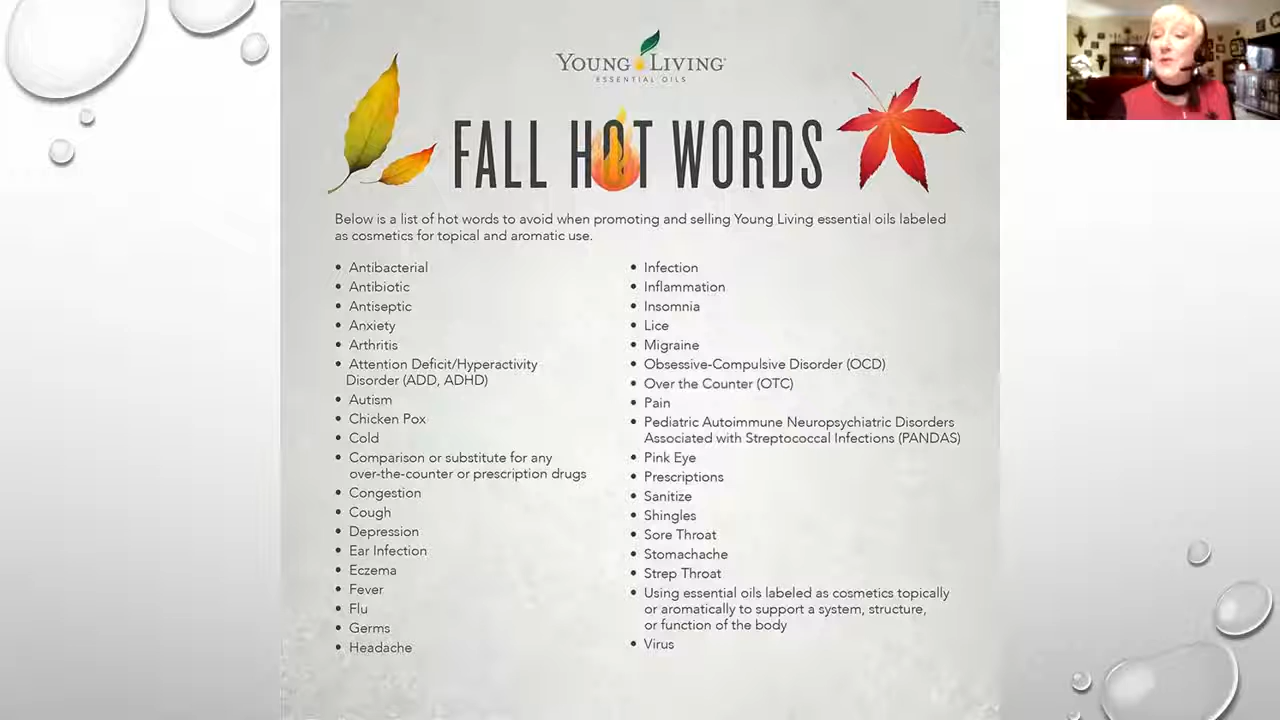 YOUNG LIVING
ESSENTIAL OILS
FALL HOT WORDS
Below is a list of hot words to avoid when promoting and selling Young Living essential oils labeled
as cosmetics for topical and aromatic use.
• Antibacterial
• Antibiotic
• Antiseptic
• Anxiety
• Arthritis
• Attention Deficit/Hyperactivity
Disorder (ADD, ADHD)
• Autism
• Chicken Pox
• Cold
• Comparison or substitute for any
over-the-counter or prescription drugs
• Congestion
• Cough
• Depression
• Ear Infection
• Eczema
• Fever
• Flu
• Germs
• Headache
• Infection
• Inflammation
• Insomnia
• Lice
• Migraine
• Obsessive-Compulsive Disorder (OCD)
• Over the Counter (OTC)
• Pain
• Pediatric Autoimmune Neuropsychiatric Disorders
Associated with Streptococcal Infections (PANDAS)
• Pink Eye
• Prescriptions
• Sanitize
• Shingles
• Sore Throat
• Stomachache
• Strep Throat
• Using essential oils labeled as cosmetics topically
or aromatically to support a system, structure,
or function of the body
• Virus